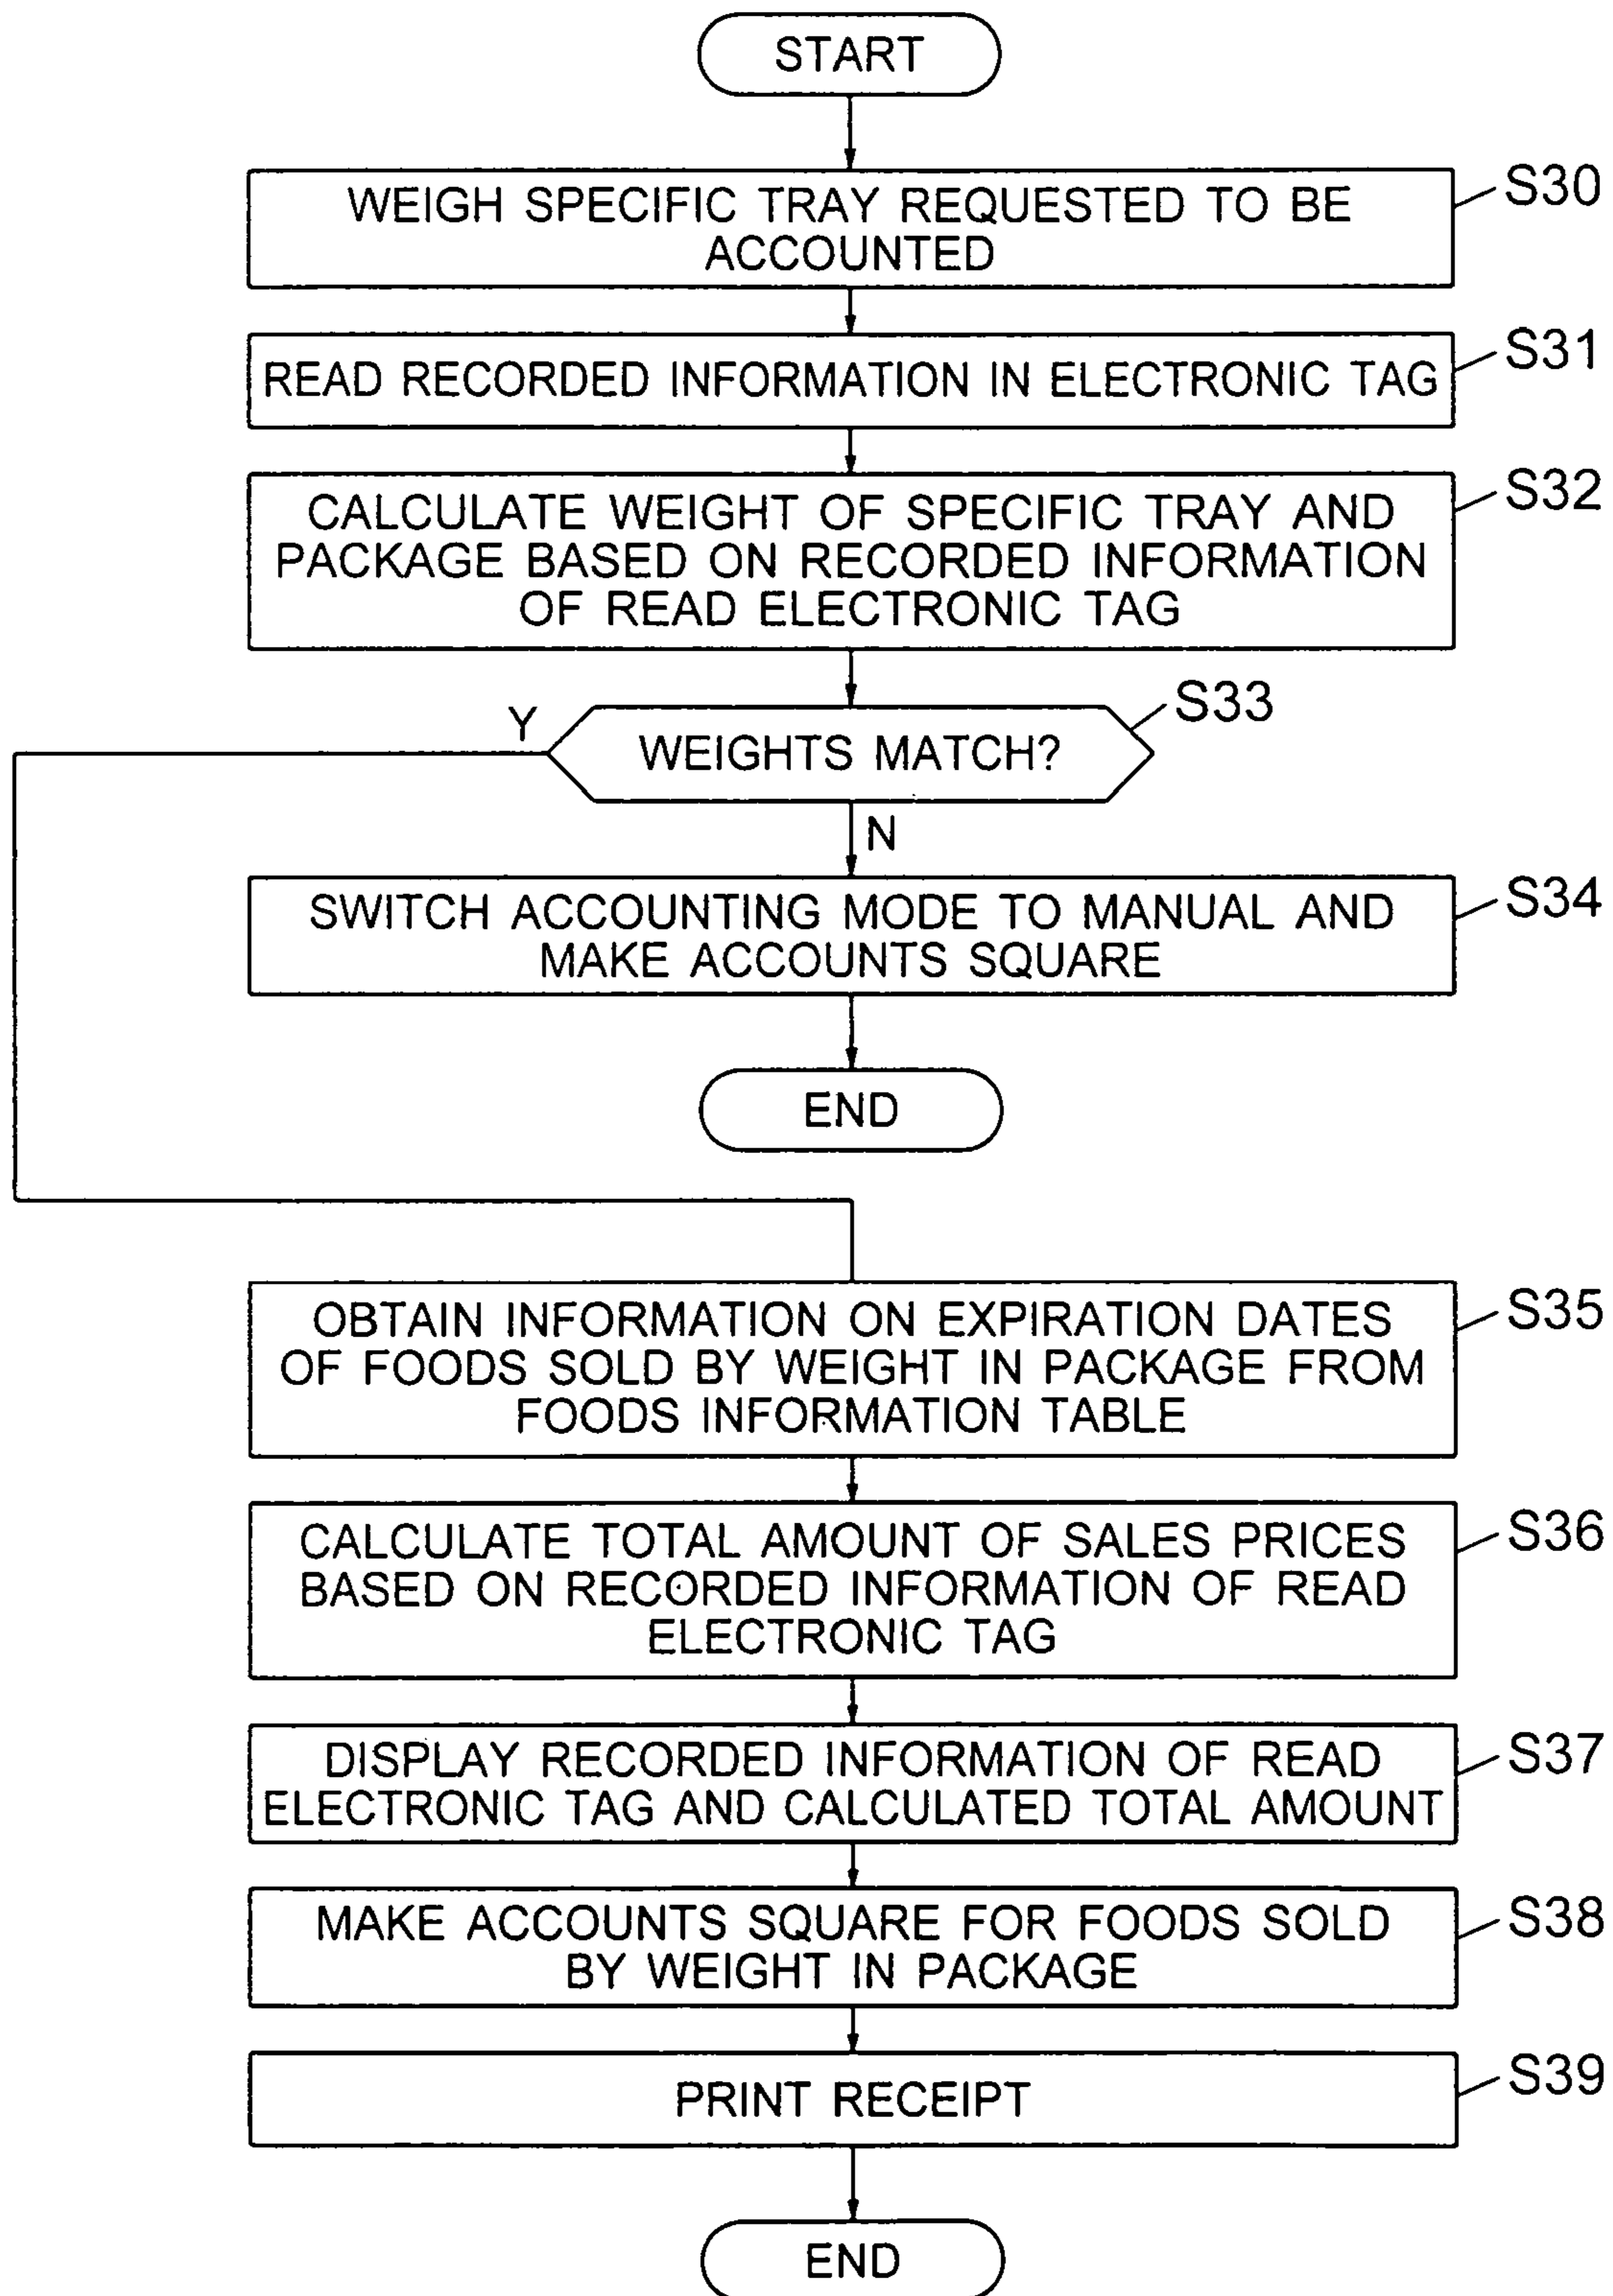 START
WEIGH SPECIFIC TRAY REQUESTED TO BE
ACCOUNTED
S30
READ RECORDED INFORMATION IN ELECTRONIC TAG
S31
CALCULATE WEIGHT OF SPECIFIC TRAY AND
PACKAGE BASED ON RECORDED INFORMATION
OF READ ELECTRONIC TAG
S32
WEIGHTS MATCH?
S33
Y
N
SWITCH ACCOUNTING MODE TO MANUAL AND
MAKE ACCOUNTS SQUARE
S34
END
OBTAIN INFORMATION ON EXPIRATION DATES
OF FOODS SOLD BY WEIGHT IN PACKAGE FROM
FOODS INFORMATION TABLE
S35
CALCULATE TOTAL AMOUNT OF SALES PRICES
BASED ON RECORDED INFORMATION OF READ
ELECTRONIC TAG
S36
DISPLAY RECORDED INFORMATION OF READ
ELECTRONIC TAG AND CALCULATED TOTAL AMOUNT
S37
MAKE ACCOUNTS SQUARE FOR FOODS SOLD
BY WEIGHT IN PACKAGE
S38
PRINT RECEIPT
S39
END